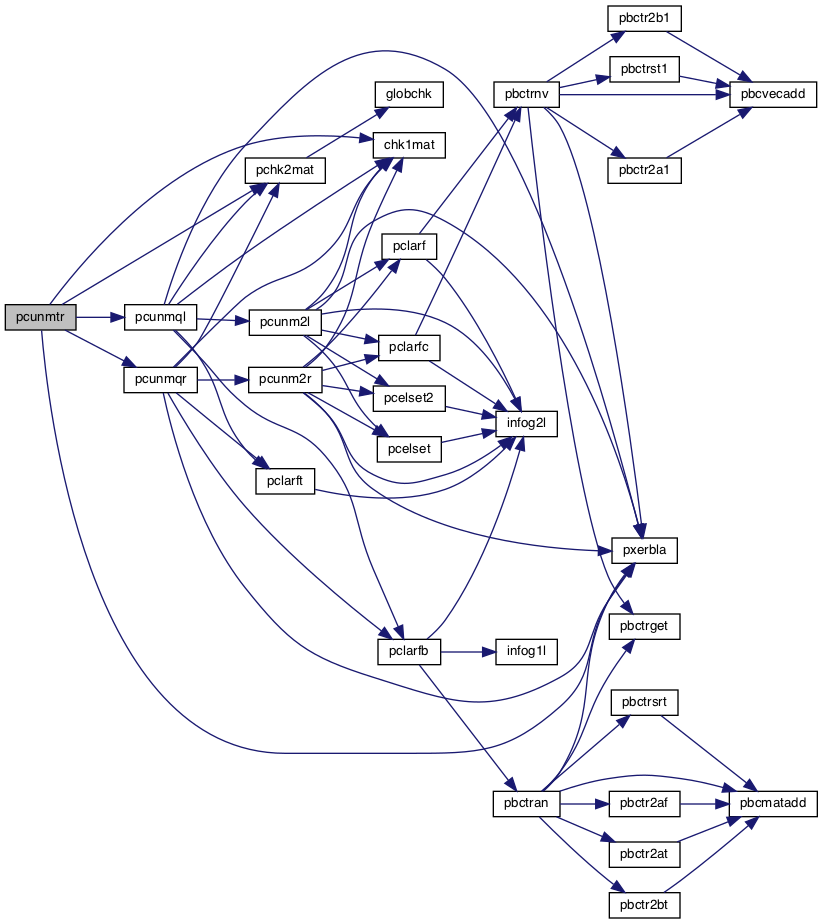 pbctr2b1
pbctrst1
pbctrnv
pbcvecadd
globchk
chk1mat
pchk2mat
pbctr2a1
pclarf
pcunmtr
pcunmql
pcunm2l
pclarfc
pcunmqr
pcunm2r
pcelset2
infog2l
pcelset
pclarft
pxerbla
pbctrget
pclarfb
infog1l
pbctrsrt
pbctran
pbctr2af
pbcmatadd
pbctr2at
pbctr2bt